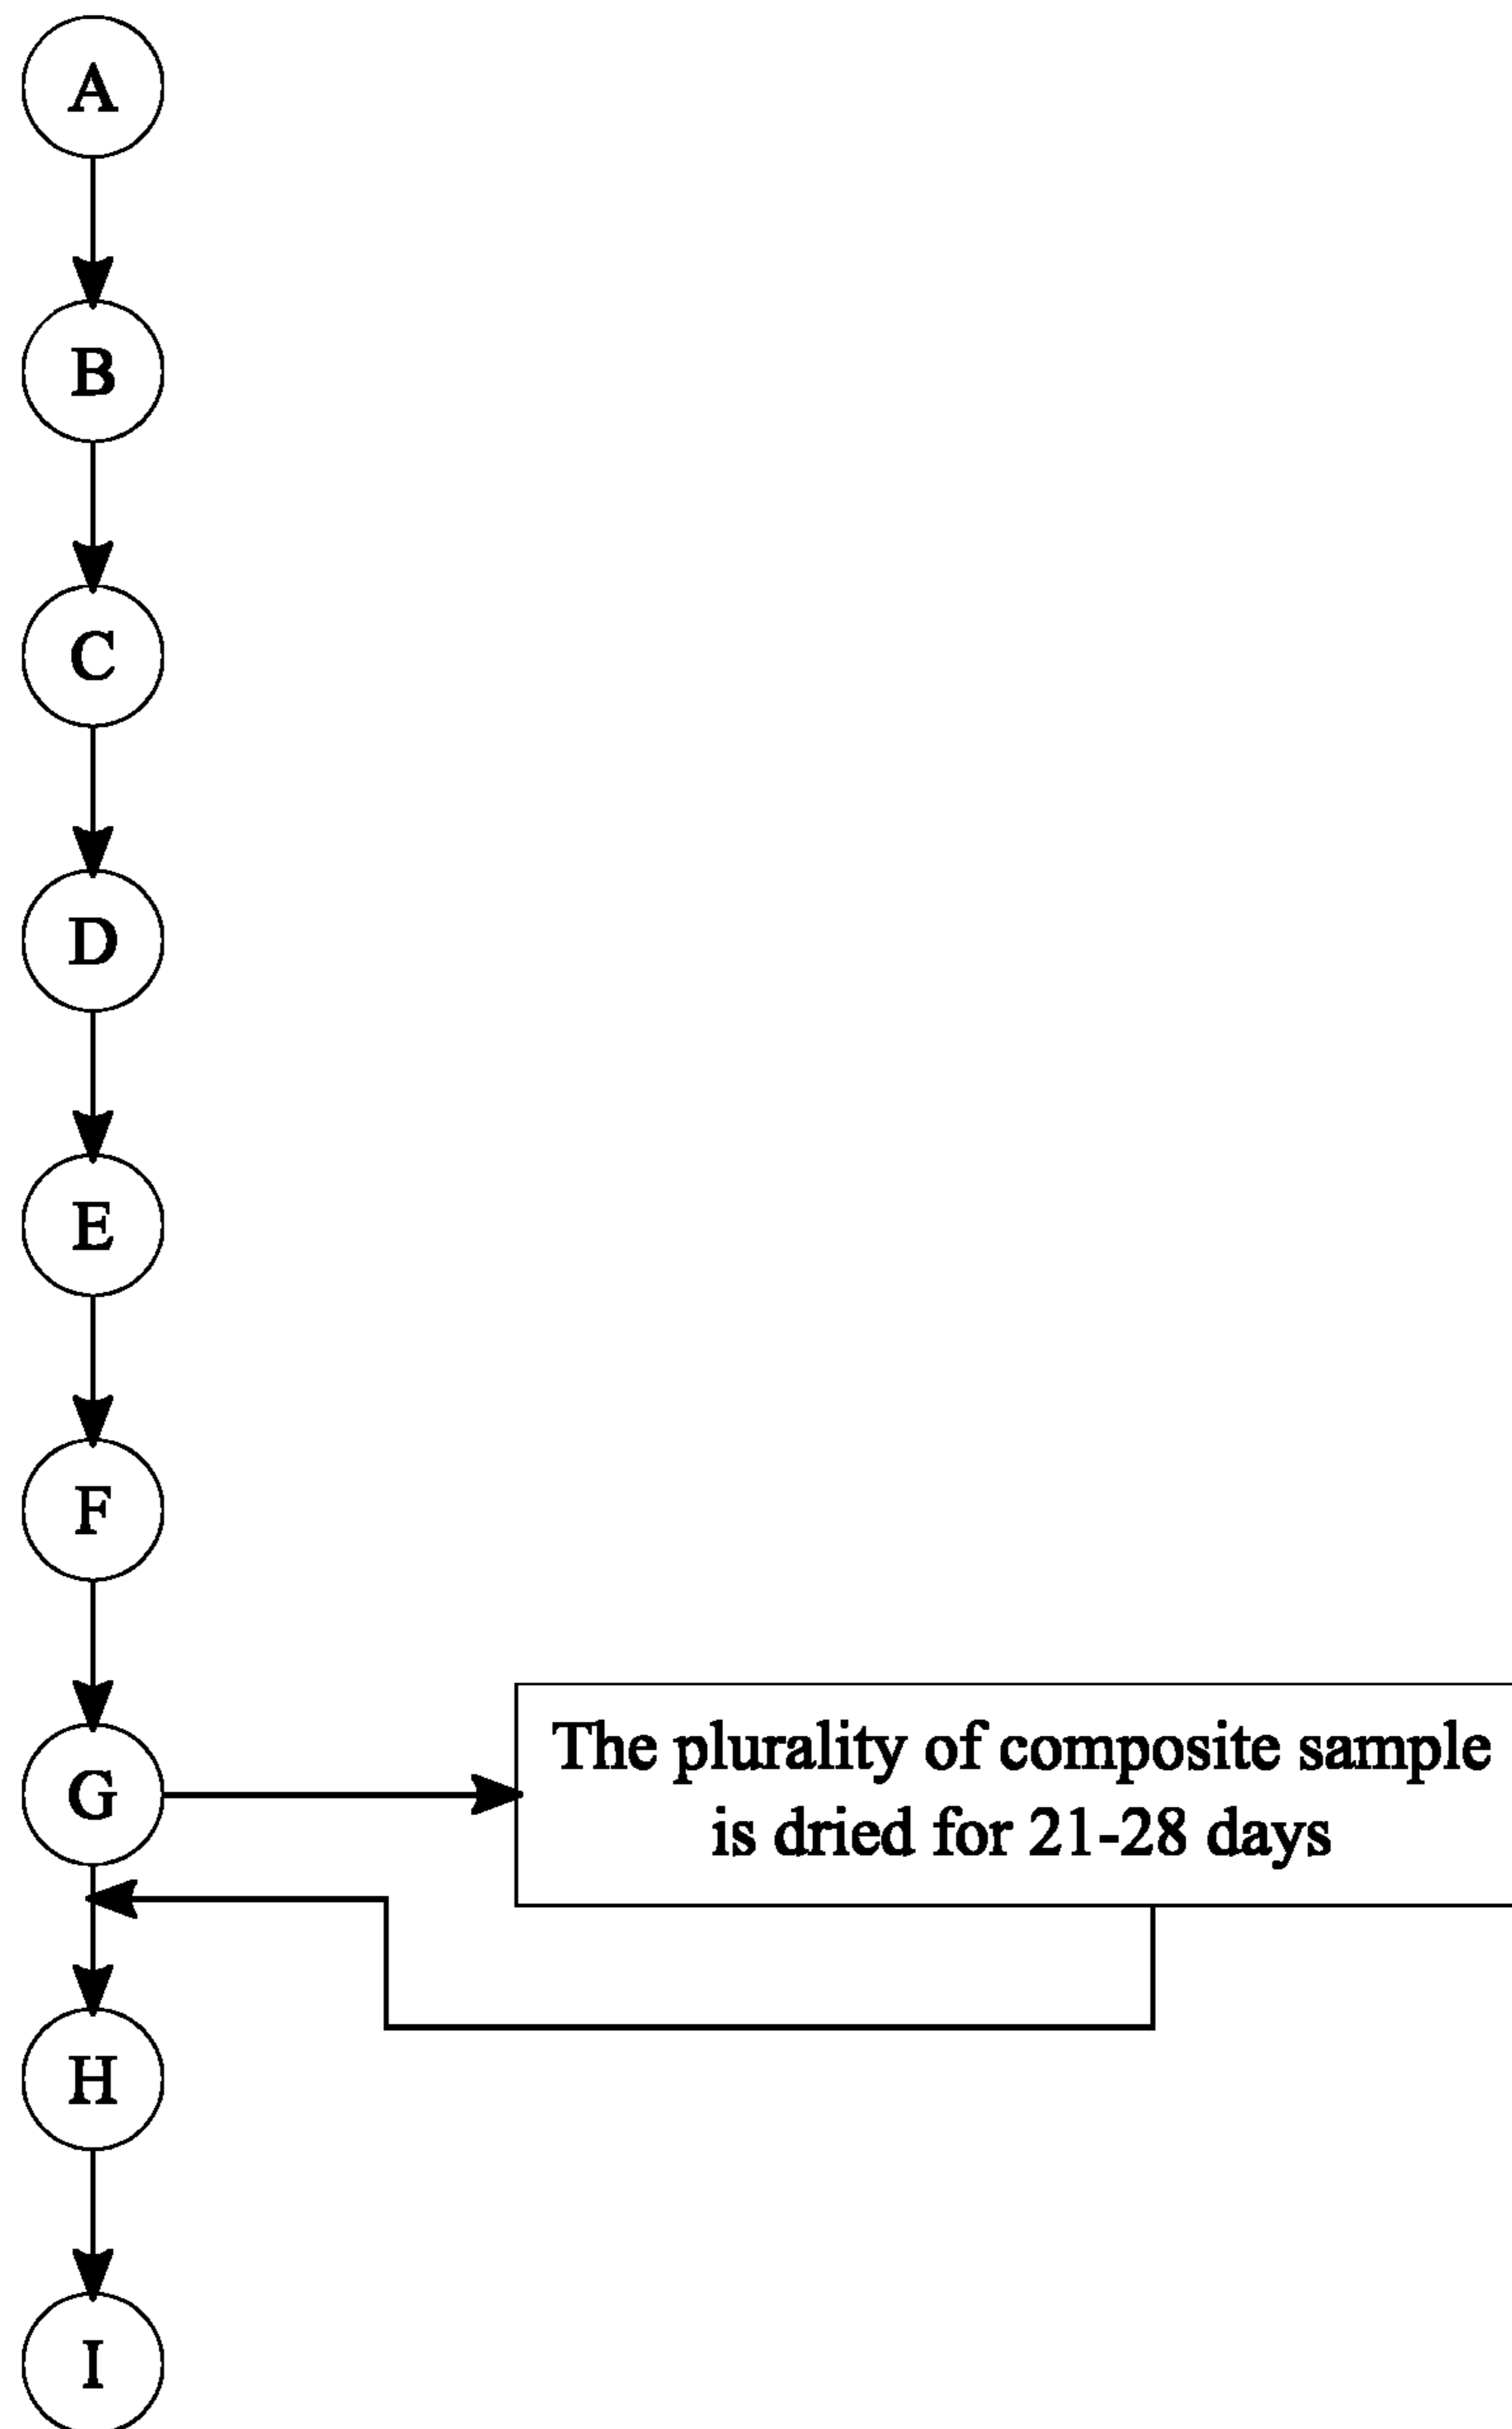 A
B
C
D
E
F
G
The plurality of composite sample
is dried for 21-28 days
H
I